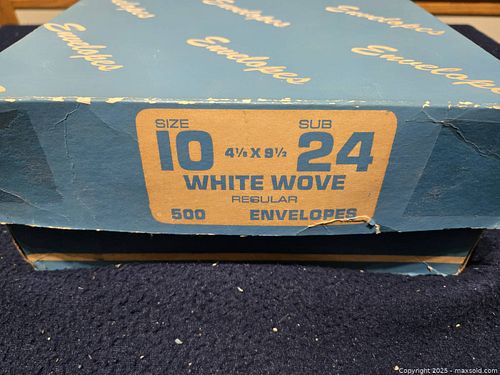 Envelopes
Envelopes
Envelopes
Envelopes
Envelopes
Envelopes
SIZE SUB
10 4⅛ X 9½ 24
WHITE WOVE
REGULAR
500 ENVELOPES
Copyright 2025 - maxsold.com